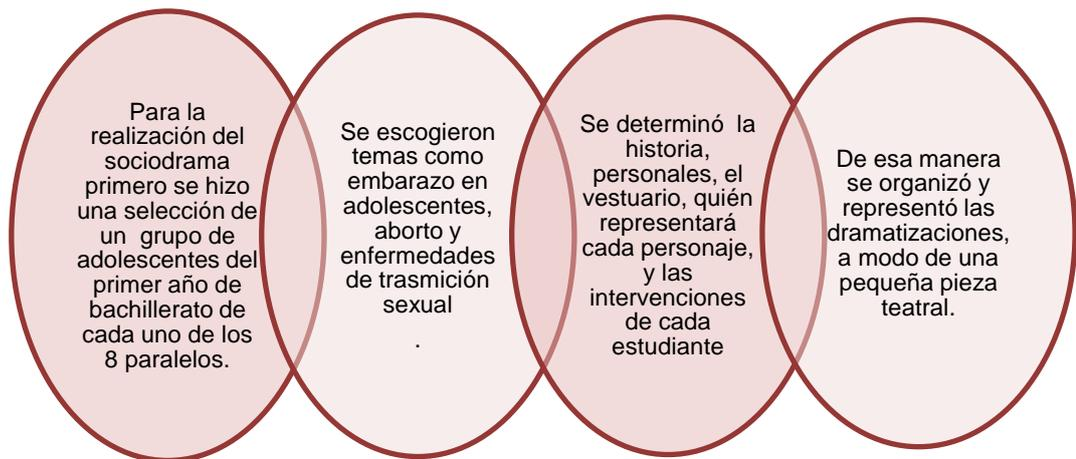 Para la
realización del
sociodrama
primero se hizo
una selección de
un grupo de
adolescentes del
primer año de
bachillerato de
cada uno de los
8 paralelos.
Se escogieron
temas como
embarazo en
adolescentes,
aborto y
enfermedades
de trasmición
sexual
.
Se determinó la
historia,
personales, el
vestuario, quién
representará
cada personaje,
y las
intervenciones
de cada
estudiante
De esa manera
se organizó y
representó las
dramatizaciones,
a modo de una
pequeña pieza
teatral.